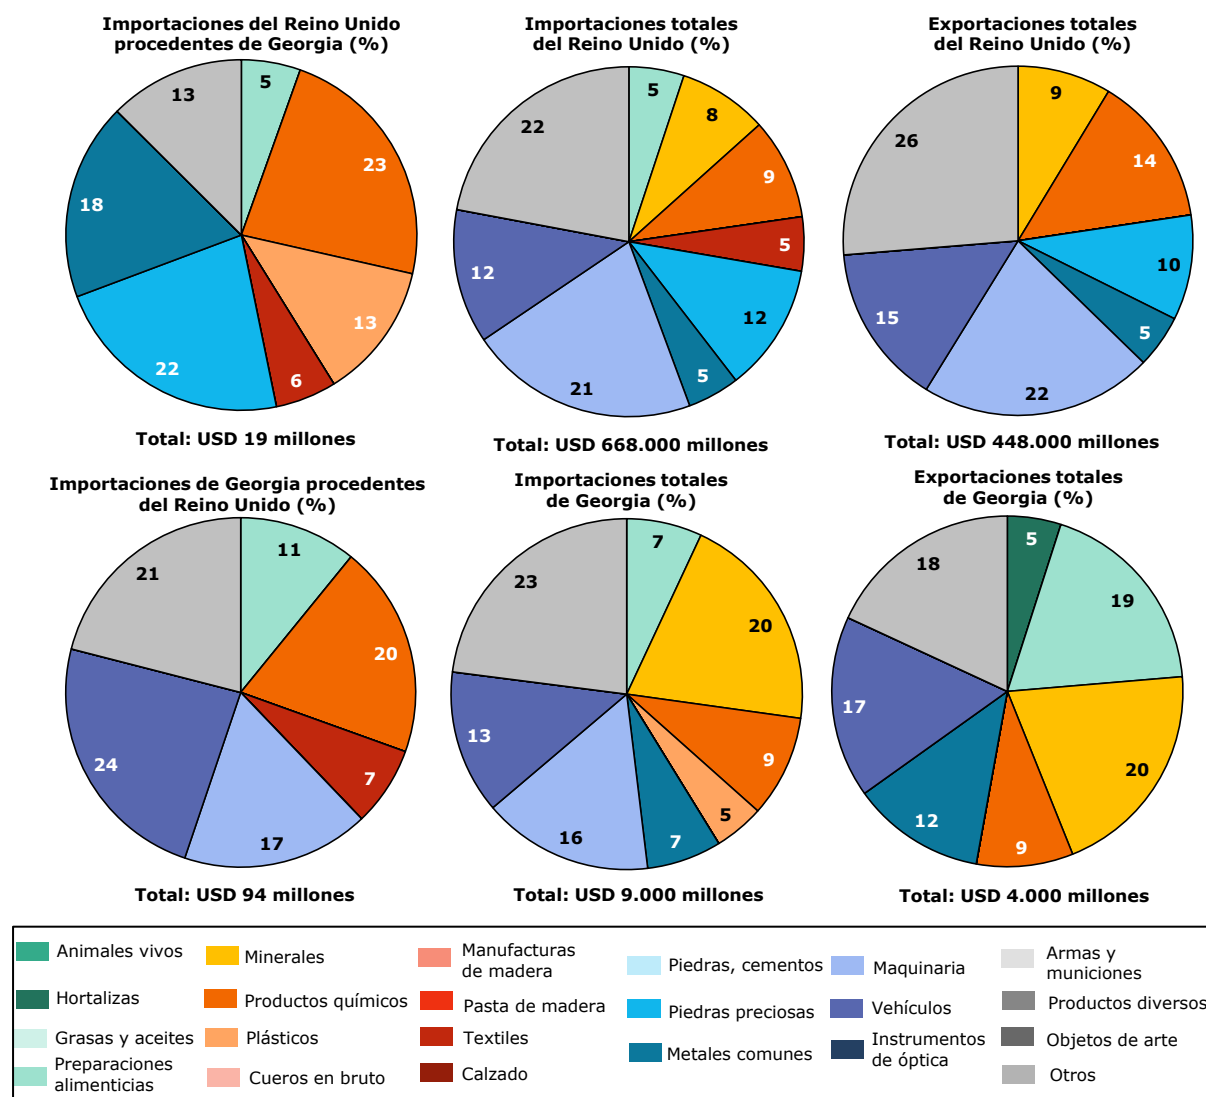 Importaciones del Reino Unido
procedentes de Georgia (%)
5
23
13
6
22
18
13
Total: USD 19 millones
Importaciones totales
del Reino Unido (%)
5
8
9
5
12
5
21
12
22
Total: USD 668.000 millones
Exportaciones totales
del Reino Unido (%)
9
14
10
5
22
15
26
Total: USD 448.000 millones
Importaciones de Georgia procedentes
del Reino Unido (%)
11
20
7
17
24
21
Total: USD 94 millones
Importaciones totales
de Georgia (%)
7
20
9
5
7
16
13
23
Total: USD 9.000 millones
Exportaciones totales
de Georgia (%)
5
19
20
9
12
17
18
Total: USD 4.000 millones
Animales vivos
Hortalizas
Grasas y aceites
Preparaciones
alimenticias
Minerales
Productos químicos
Plásticos
Cueros en bruto
Manufacturas
de madera
Pasta de madera
Textiles
Calzado
Piedras, cementos
Piedras preciosas
Metales comunes
Maquinaria
Vehículos
Instrumentos
de óptica
Armas y
municiones
Productos diversos
Objetos de arte
Otros